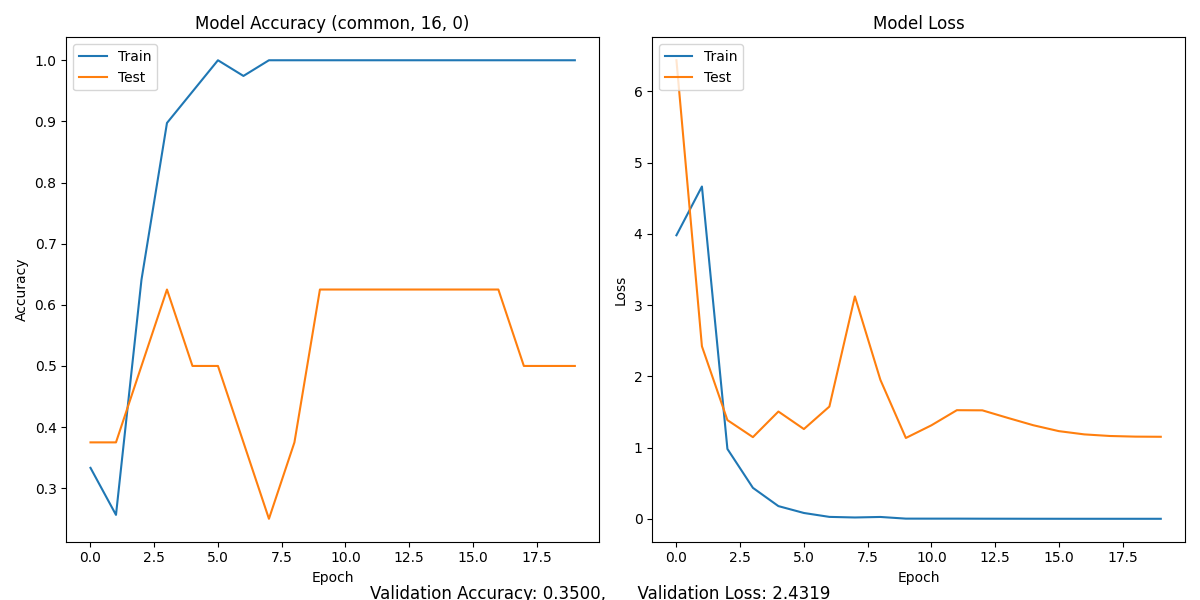 Model Accuracy (common, 16, 0)
Train
Test
1.0
0.9
0.8
0.7
0.6
0.5
0.4
0.3
Accuracy
0.0 2.5 5.0 7.5 10.0 12.5 15.0 17.5
Epoch
Model Loss
Train
Test
6
5
4
3
2
1
0
Loss
0.0 2.5 5.0 7.5 10.0 12.5 15.0 17.5
Epoch
Validation Accuracy: 0.3500, Validation Loss: 2.4319